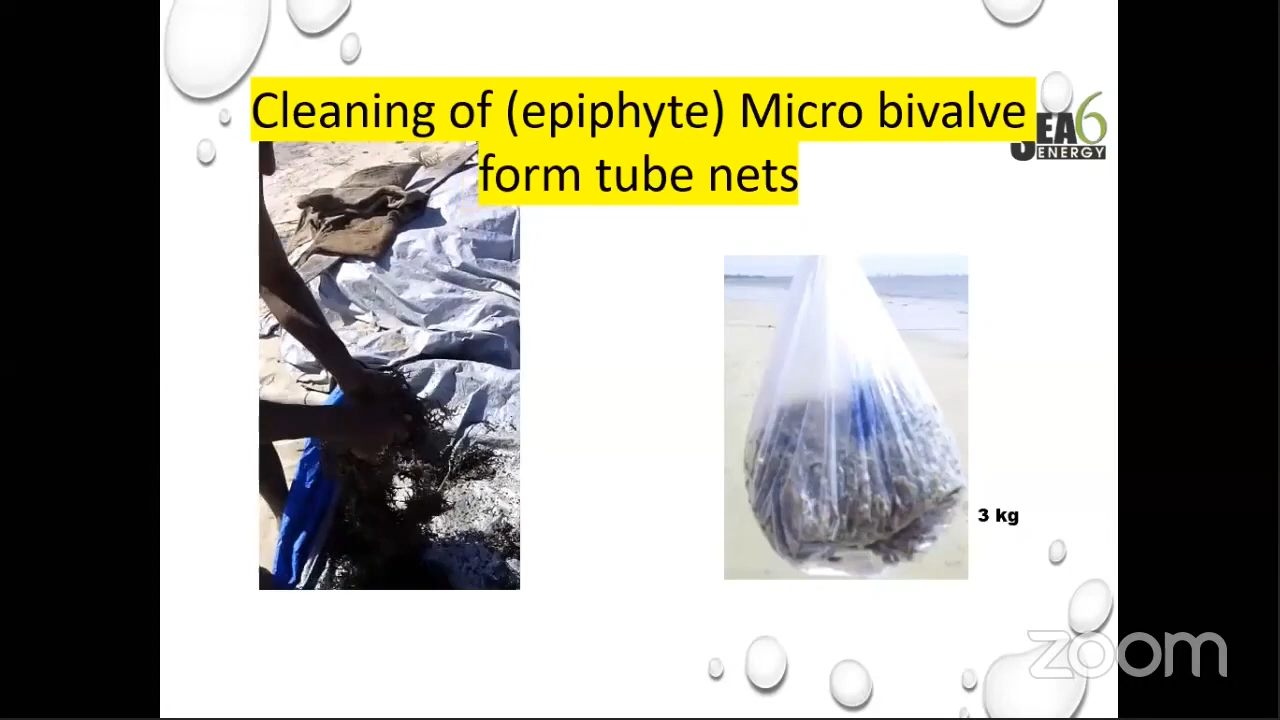 Cleaning of (epiphyte) Micro bivalve
form tube nets
SEA6
ENERGY
3 kg
zoom